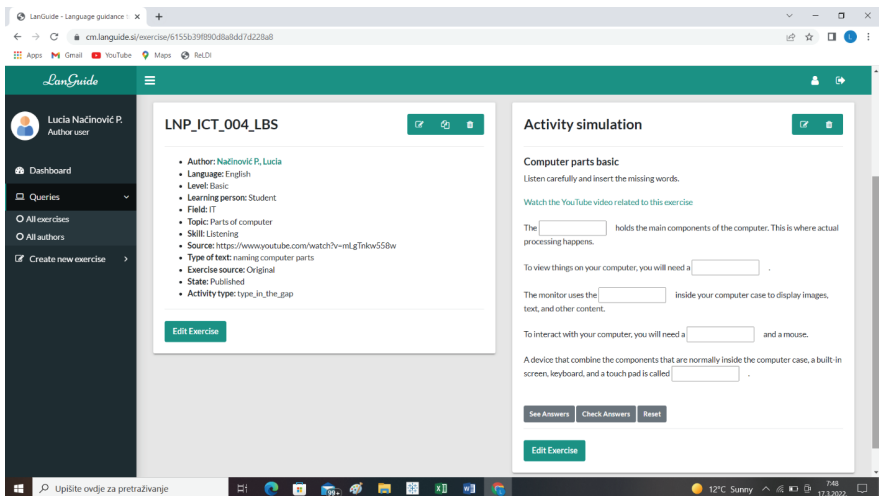 LanGuide - Language guidance
cm.languide.si/exercise/6155b39f890d8a8dd7d228a8
Apps Gmail YouTube Maps ReLDI
LanGuide
Lucia Načinović P.
Author user
Dashboard
Queries
All exercises
All authors
Create new exercise
LNP_ICT_004_LBS
Author: Načinović P., Lucia
Language: English
Level: Basic
Learning person: Student
Field: IT
Topic: Parts of computer
Skill: Listening
Source: https://www.youtube.com/watch?v=mLgTnkw558w
Type of text: naming computer parts
Exercise source: Original
State: Published
Activity type: type_in_the_gap
Edit Exercise
Activity simulation
Computer parts basic
Listen carefully and insert the missing words.
Watch the YouTube video related to this exercise
The holds the main components of the computer. This is where actual
processing happens.
To view things on your computer, you will need a .
The monitor uses the inside your computer case to display images,
text, and other content.
To interact with your computer, you will need a and a mouse.
A device that combine the components that are normally inside the computer case, a built-in
screen, keyboard, and a touch pad is called .
See Answers Check Answers Reset
Edit Exercise
Upišite ovdje za pretraživanje
99+
12°C Sunny
7:48
17.3.2022.